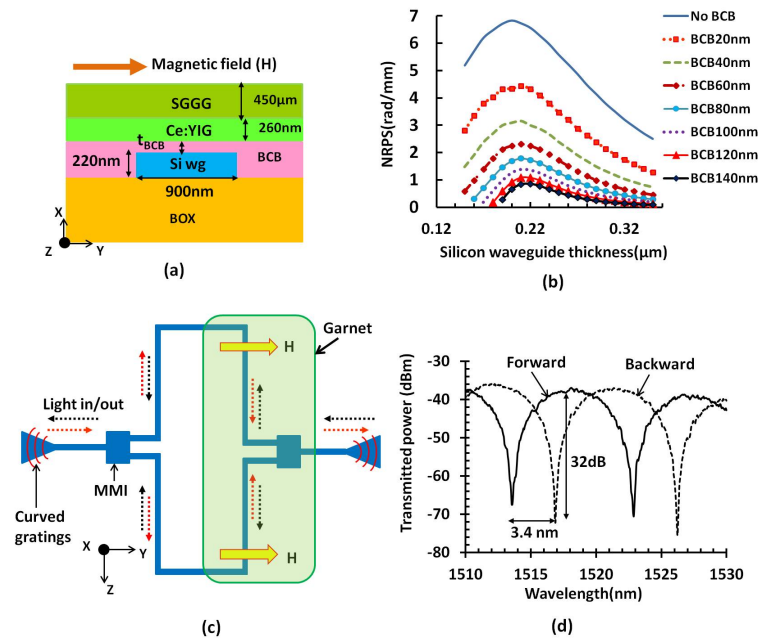 Magnetic field (H)
SGGG
450µm
Ce:YIG
260nm
tBCB
220nm
Si wg
BCB
900nm
BOX
X
Z
Y
(a)
NRPS(rad/mm)
7
6
5
4
3
2
1
0
0.12
0.22
0.32
Silicon waveguide thickness(µm)
No BCB
BCB20nm
BCB40nm
BCB60nm
BCB80nm
BCB100nm
BCB120nm
BCB140nm
(b)
Garnet
H
Light in/out
MMI
Curved
gratings
H
X
Y
Z
(c)
Transmitted power (dBm)
-30
-40
-50
-60
-70
-80
Forward
Backward
32dB
3.4 nm
1510
1515
1520
1525
1530
Wavelength(nm)
(d)